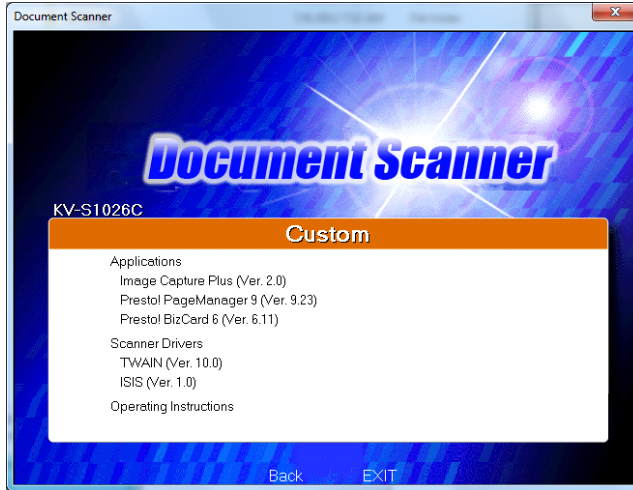 Document Scanner
Document Scanner
KV-S1026C
Custom
Applications
Image Capture Plus (Ver. 2.0)
Presto! PageManager 9 (Ver. 9.23)
Presto! BizCard 6 (Ver. 6.11)
Scanner Drivers
TWAIN (Ver. 10.0)
ISIS (Ver. 1.0)
Operating Instructions
Back EXIT